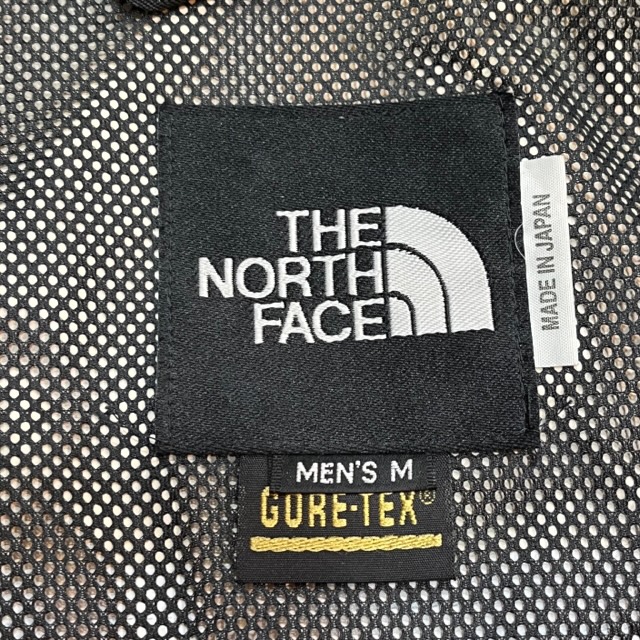 THE
NORTH
FACE
MADE IN JAPAN
MEN'S M
GORE-TEX®